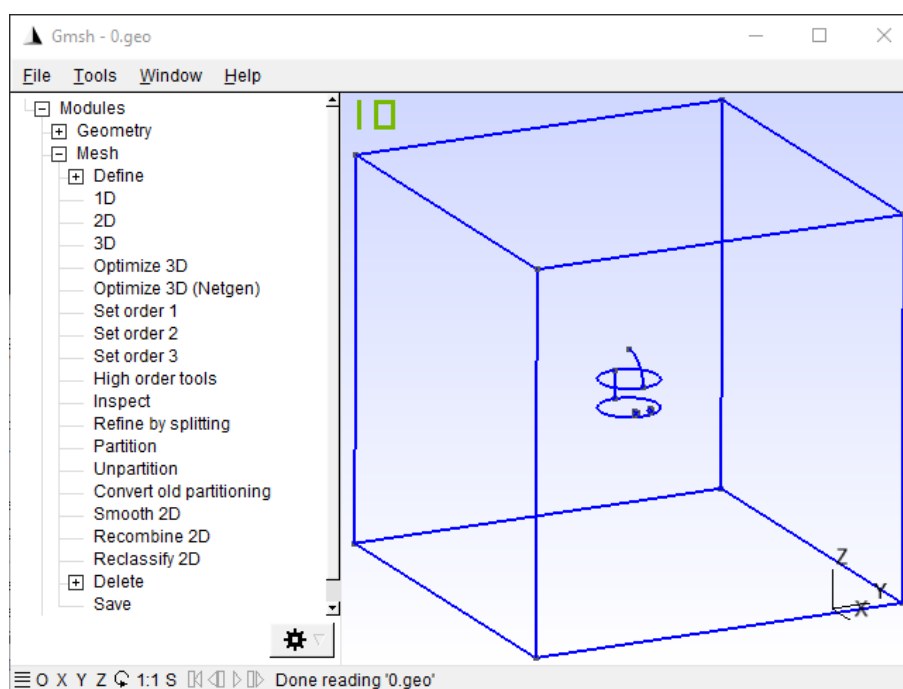 Gmsh - 0.geo
File Tools Window Help
Modules
Geometry
Mesh
Define
1D
2D
3D
Optimize 3D
Optimize 3D (Netgen)
Set order 1
Set order 2
Set order 3
High order tools
Inspect
Refine by splitting
Partition
Unpartition
Convert old partitioning
Smooth 2D
Recombine 2D
Reclassify 2D
Delete
Save
10
Z
Y
X
O X Y Z 1:1 S Done reading '0.geo'